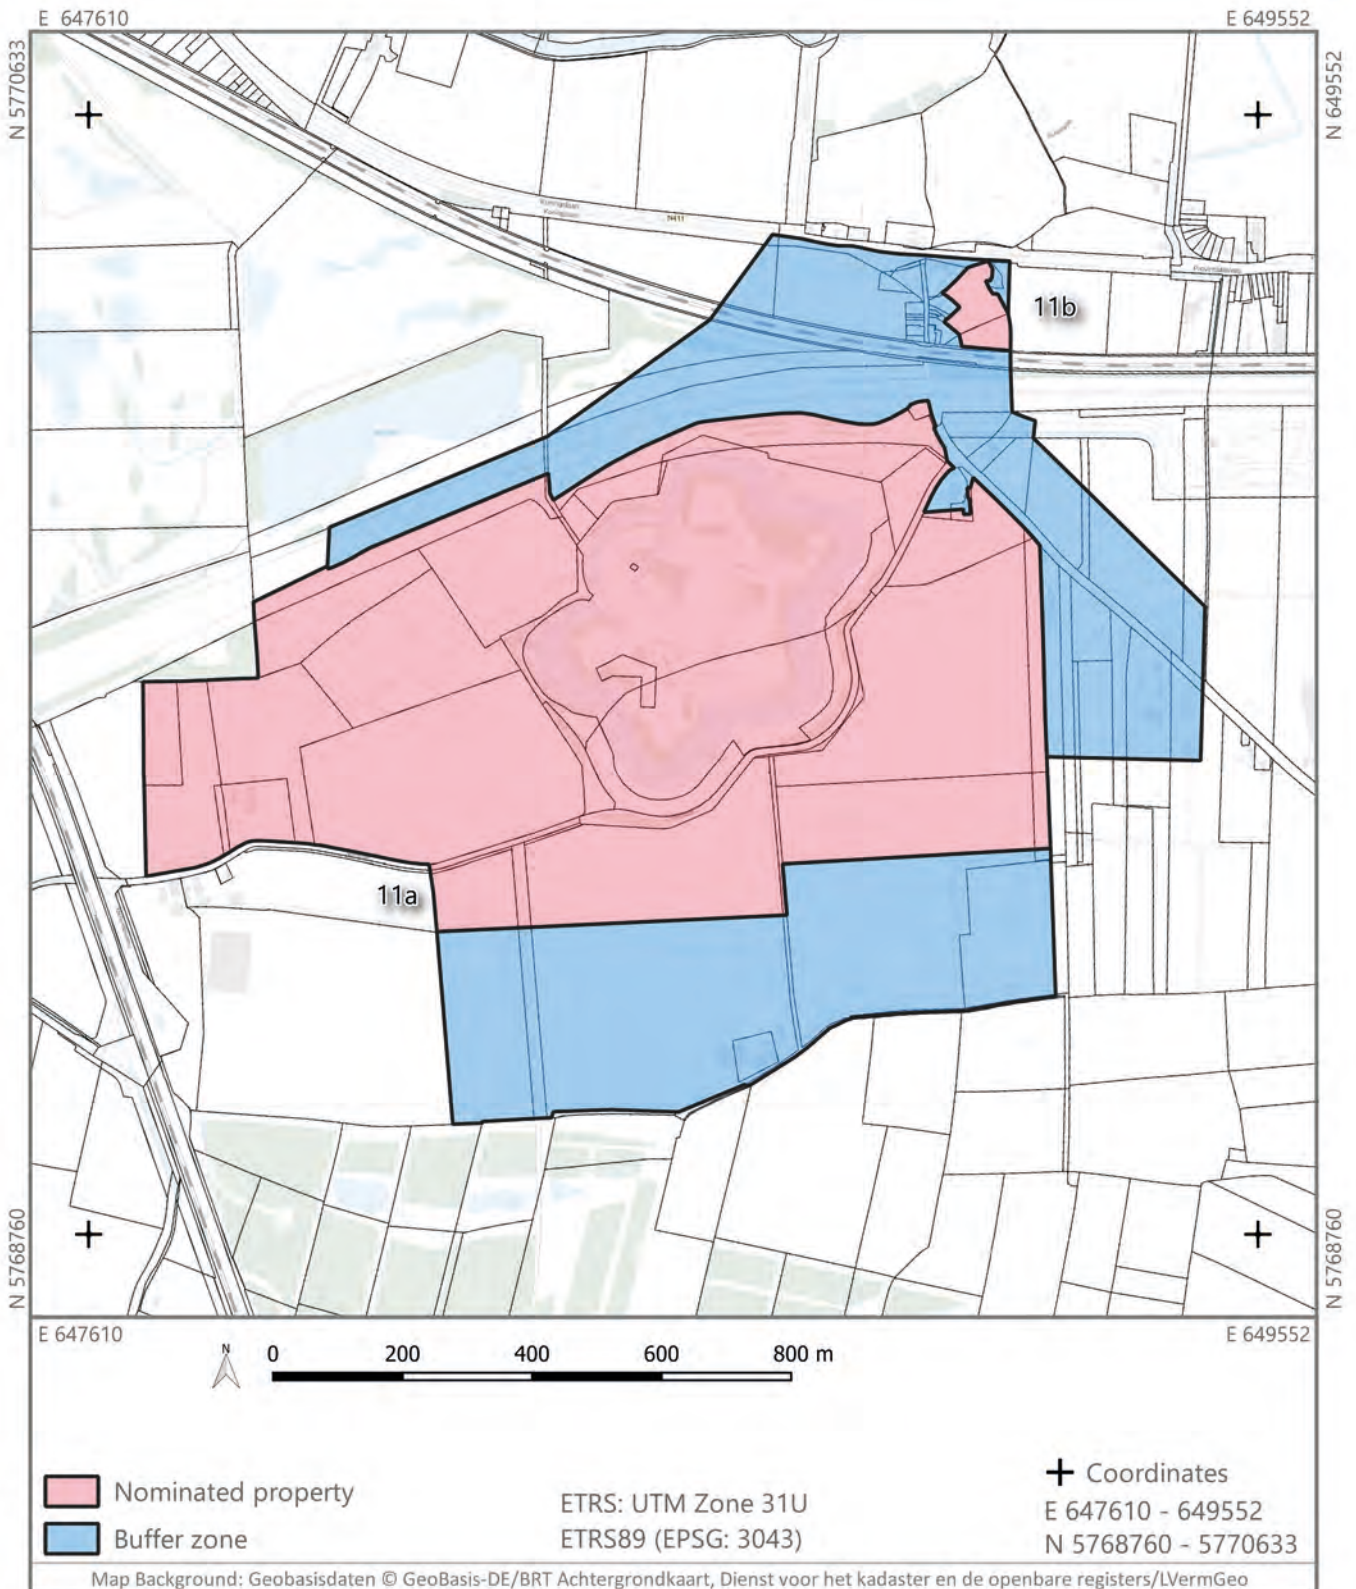 E 647610
E 649552
N 5770633
N 649552
N411
11b
11a
N 5768760
N 5768760
E 647610
E 649552
N
0 200 400 600 800 m
Nominated property
Buffer zone
ETRS: UTM Zone 31U
ETRS89 (EPSG: 3043)
Coordinates
E 647610 - 649552
N 5768760 - 5770633
Map Background: Geobasisdaten © GeoBasis-DE/BRT Achtergrondkaart, Dienst voor het kadaster en de openbare registers/LVermGeo